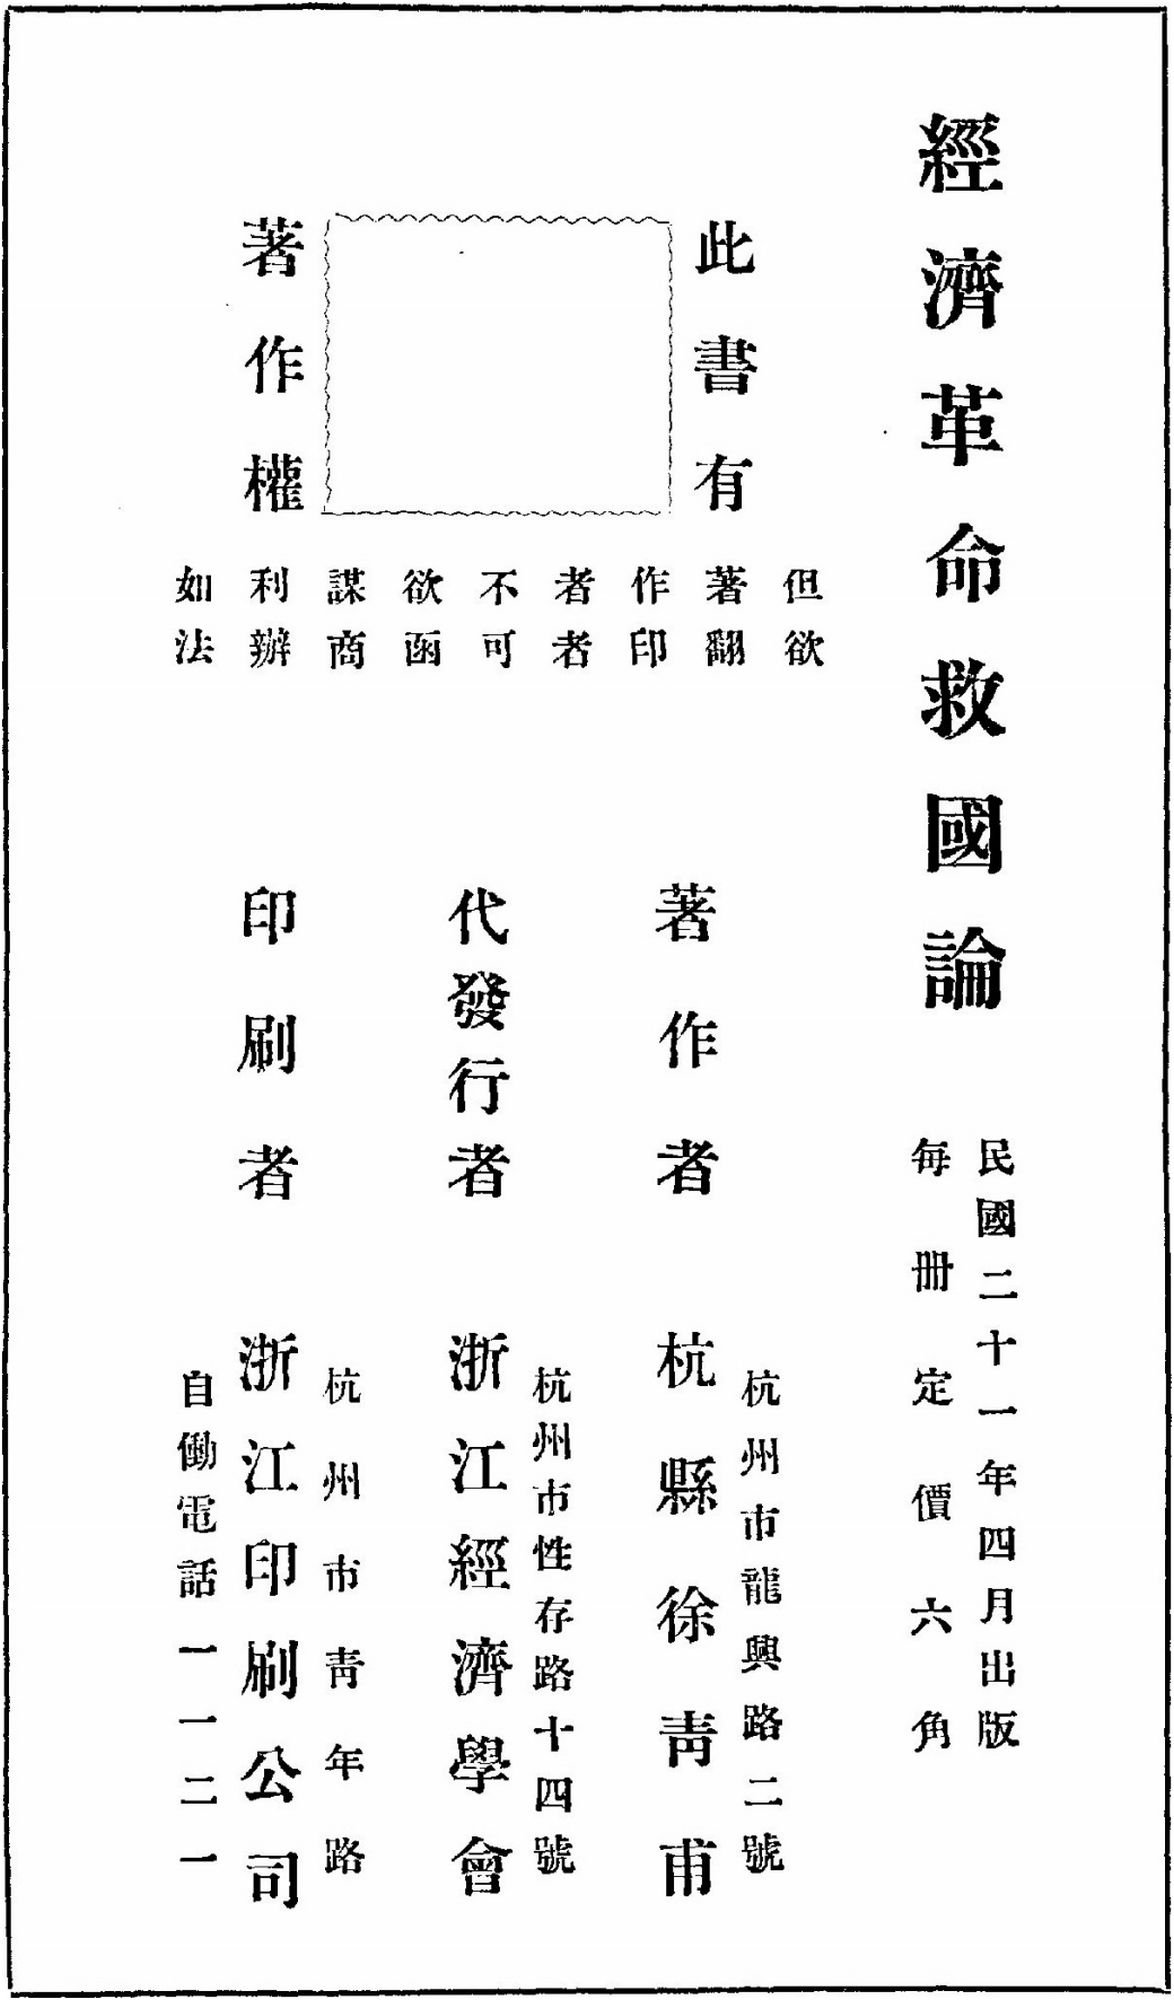 經濟革命救國論
民國二十一年四月出版
每册定價六角
此書有
著作權
但著作者不欲謀利如
欲翻印者可函商辦法
著作者
杭州市龍興路二號
杭縣徐青甫
代發行者
杭州市性存路十四號
浙江經濟學會
印刷者
杭州市青年路
浙江印刷公司
自働電話一一二一